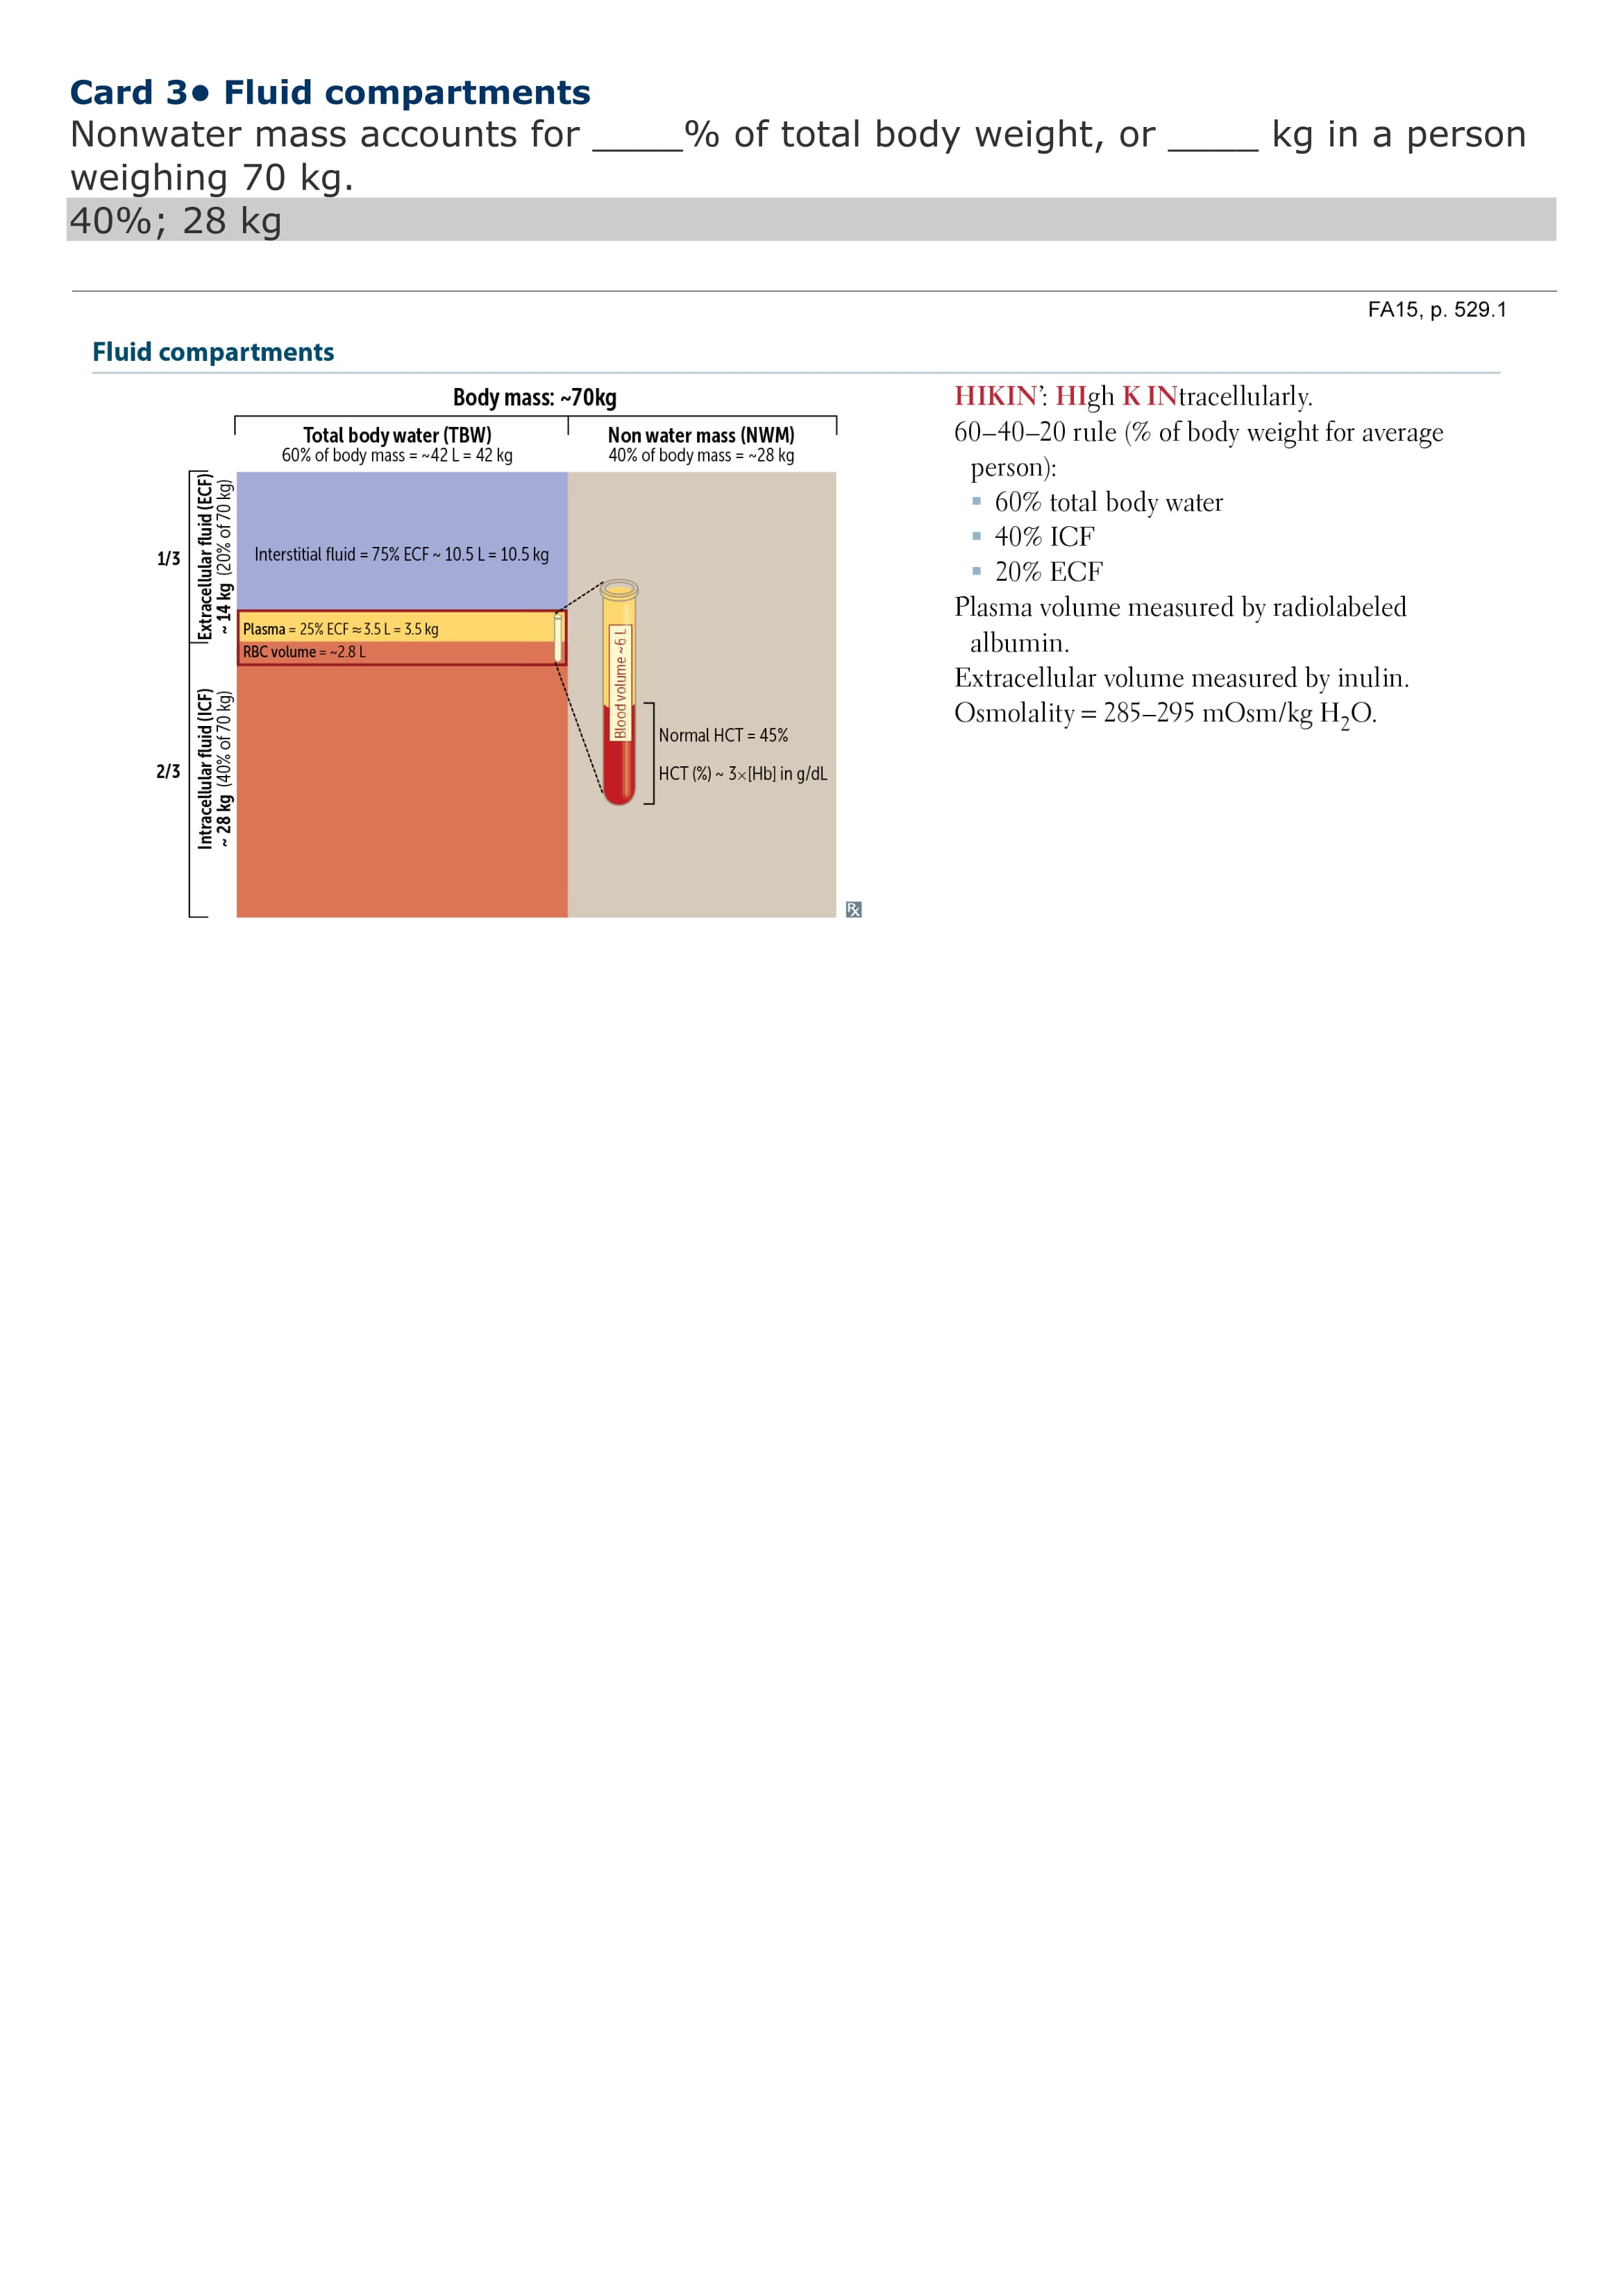 Card 3• Fluid compartments
Nonwater mass accounts for _____% of total body weight, or _____ kg in a person
weighing 70 kg.
40%; 28 kg
FA15, p. 529.1
Fluid compartments
Body mass: ~70kg
Total body water (TBW)
60% of body mass = ~42 L = 42 kg
Non water mass (NWM)
40% of body mass = ~28 kg
1/3
Extracellular fluid (ECF)
~ 14 kg (20% of 70 kg)
Interstitial fluid = 75% ECF ~ 10.5 L = 10.5 kg
Plasma = 25% ECF ≈ 3.5 L = 3.5 kg
RBC volume = ~2.8 L
2/3
Intracellular fluid (ICF)
~ 28 kg (40% of 70 kg)
Blood volume ~6 L
Normal HCT = 45%
HCT (%) ~ 3×[Hb] in g/dL
Rx
HIKIN’: HIgh K INtracellularly.
60–40–20 rule (% of body weight for average
person):
▪ 60% total body water
▪ 40% ICF
▪ 20% ECF
Plasma volume measured by radiolabeled
albumin.
Extracellular volume measured by inulin.
Osmolality = 285–295 mOsm/kg H₂O.